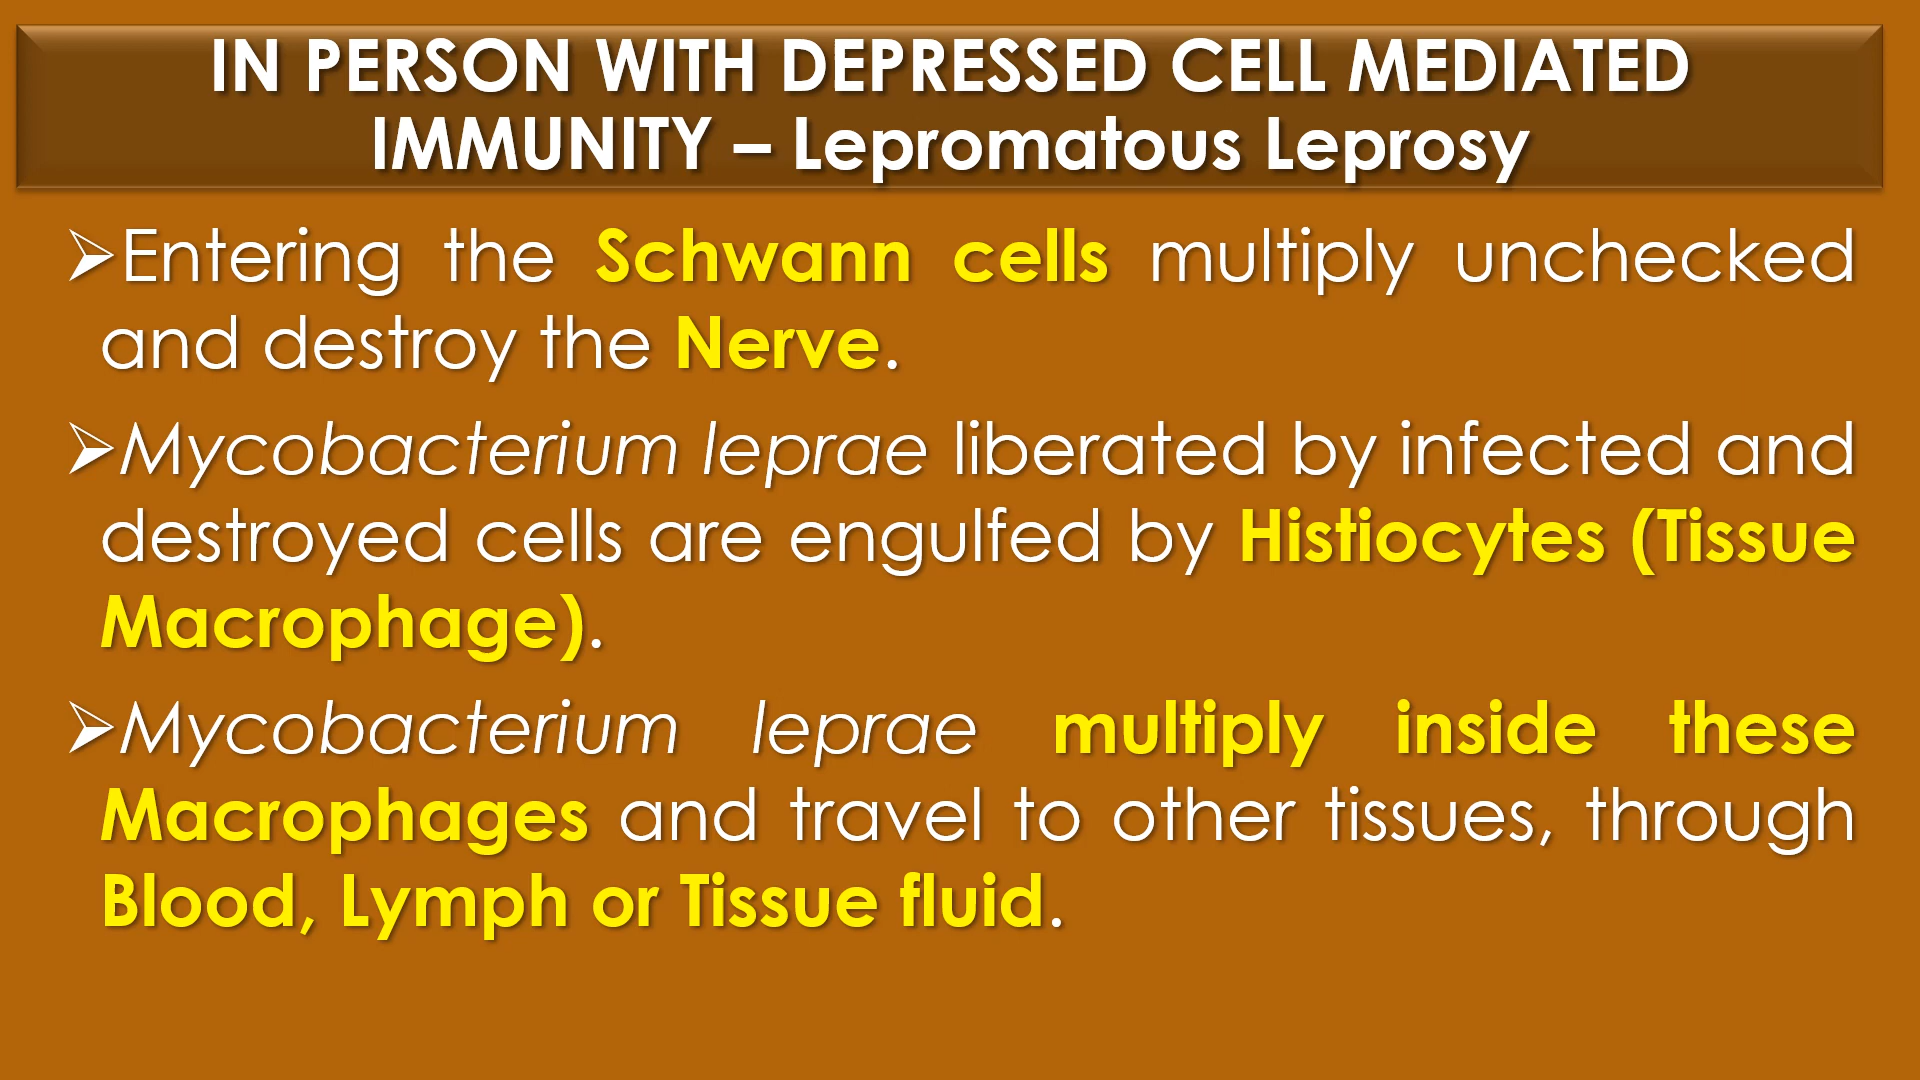 IN PERSON WITH DEPRESSED CELL MEDIATED
IMMUNITY – Lepromatous Leprosy
➢Entering the Schwann cells multiply unchecked
and destroy the Nerve.
➢Mycobacterium leprae liberated by infected and
destroyed cells are engulfed by Histiocytes (Tissue
Macrophage).
➢Mycobacterium leprae multiply inside these
Macrophages and travel to other tissues, through
Blood, Lymph or Tissue fluid.